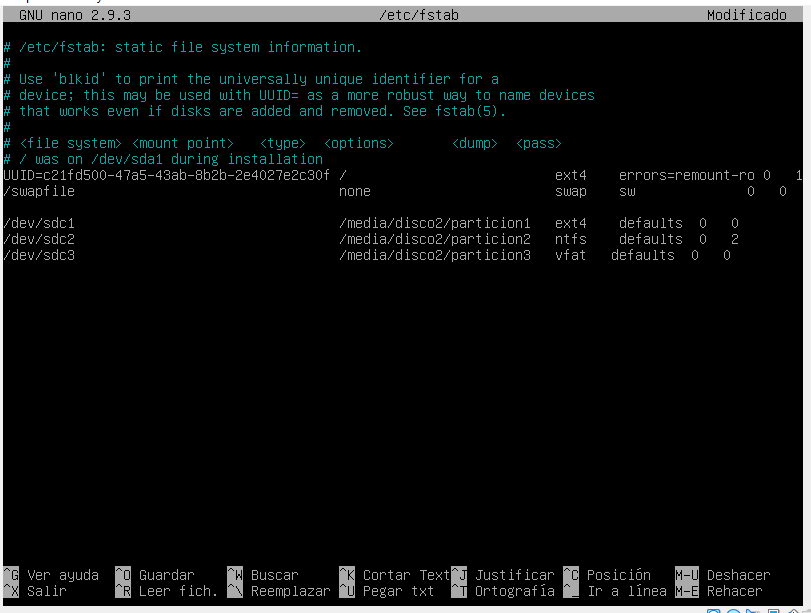 GNU nano 2.9.3 /etc/fstab Modificado
# /etc/fstab: static file system information.
#
# Use 'blkid' to print the universally unique identifier for a
# device; this may be used with UUID= as a more robust way to name devices
# that works even if disks are added and removed. See fstab(5).
#
# <file system> <mount point> <type> <options> <dump> <pass>
# / was on /dev/sda1 during installation
UUID=c21fd500-47a5-43ab-8b2b-2e4027e2c30f / ext4 errors=remount-ro 0 1
/swapfile none swap sw 0 0
/dev/sdc1 /media/disco2/particion1 ext4 defaults 0 0
/dev/sdc2 /media/disco2/particion2 ntfs defaults 0 2
/dev/sdc3 /media/disco2/particion3 vfat defaults 0 0
^G Ver ayuda ^O Guardar ^W Buscar ^K Cortar Text ^J Justificar ^C Posición M-U Deshacer
^X Salir ^R Leer fich. ^\ Reemplazar ^U Pegar txt ^T Ortografía ^_ Ir a línea M-E Rehacer